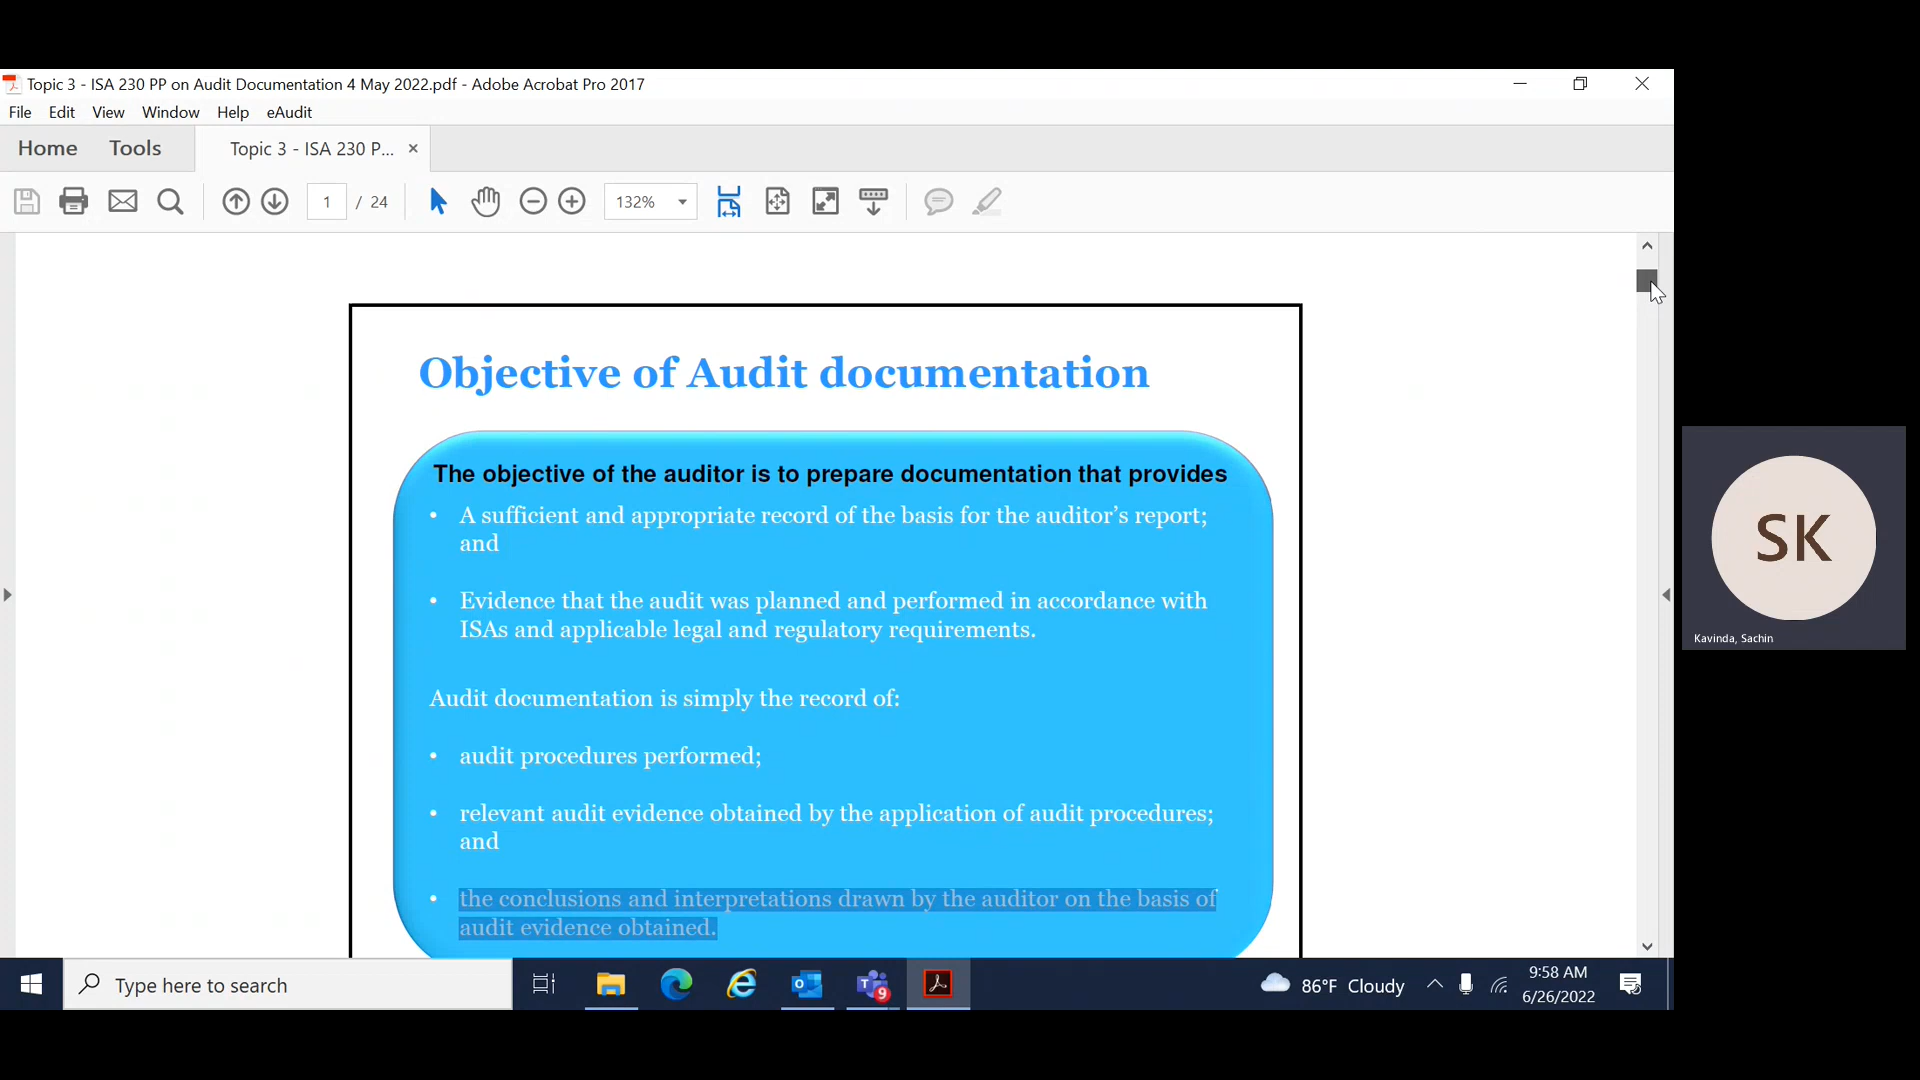 Topic 3 - ISA 230 PP on Audit Documentation 4 May 2022.pdf - Adobe Acrobat Pro 2017
File Edit View Window Help eAudit
Home Tools Topic 3 - ISA 230 P... ×
1 / 24 132%
Objective of Audit documentation
The objective of the auditor is to prepare documentation that provides
• A sufficient and appropriate record of the basis for the auditor’s report;
and
• Evidence that the audit was planned and performed in accordance with
ISAs and applicable legal and regulatory requirements.
Audit documentation is simply the record of:
• audit procedures performed;
• relevant audit evidence obtained by the application of audit procedures;
and
• the conclusions and interpretations drawn by the auditor on the basis of
audit evidence obtained.
SK
Kavinda, Sachin
Type here to search
9
86°F Cloudy
9:58 AM
6/26/2022